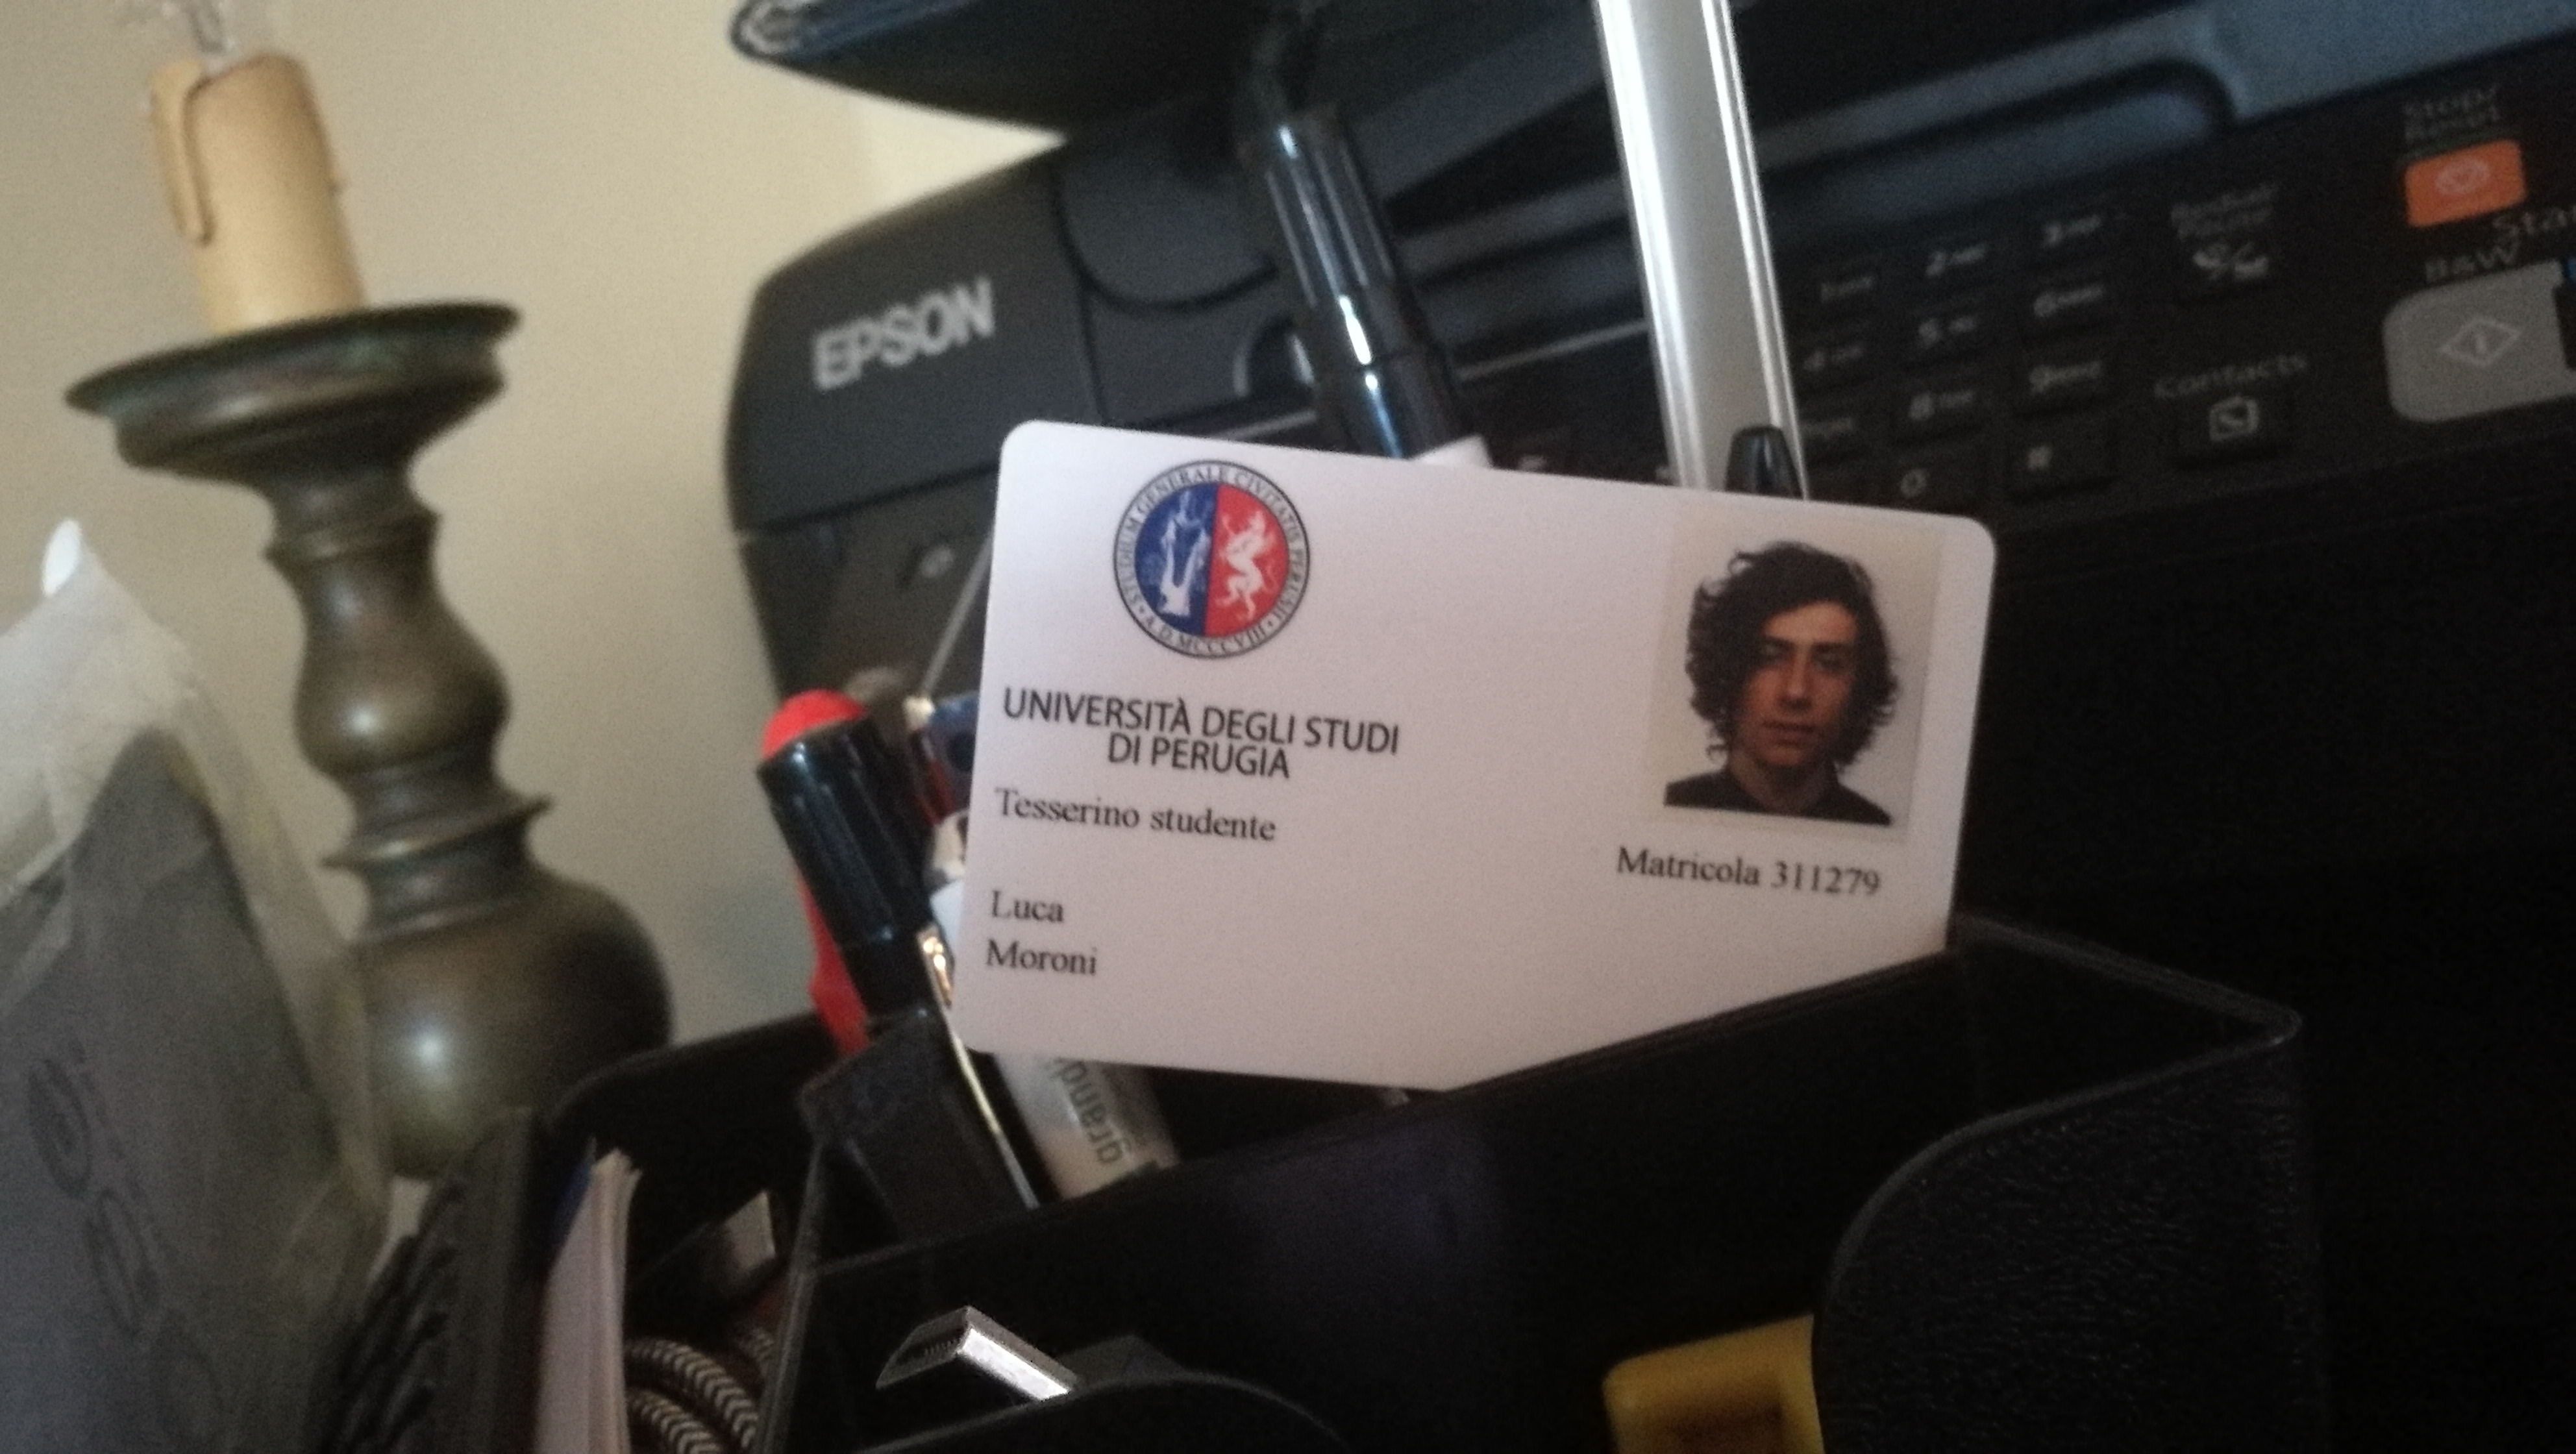 EPSON
Stop/
Reset
B&W
Contacts
STUDIUM GENERALE CIVITATIS PERUSII
A.D. MCCCVIII
UNIVERSITÀ DEGLI STUDI
DI PERUGIA
Tesserino studente
Matricola 311279
Luca
Moroni